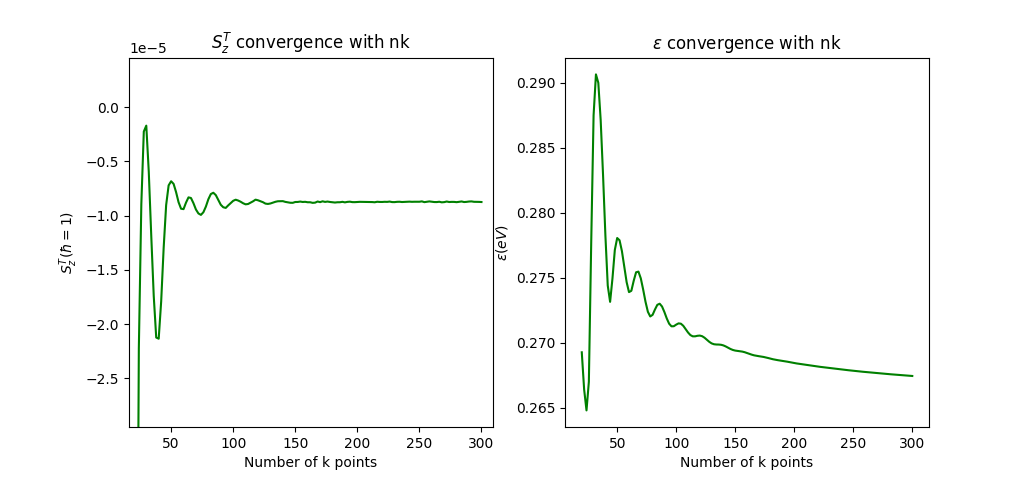 S_z^T convergence with nk
1e−5
0.0
−0.5
−1.0
−1.5
−2.0
−2.5
S_z^T(ℏ = 1)
50 100 150 200 250 300
Number of k points
ε convergence with nk
0.290
0.285
0.280
0.275
0.270
0.265
ε(eV)
50 100 150 200 250 300
Number of k points